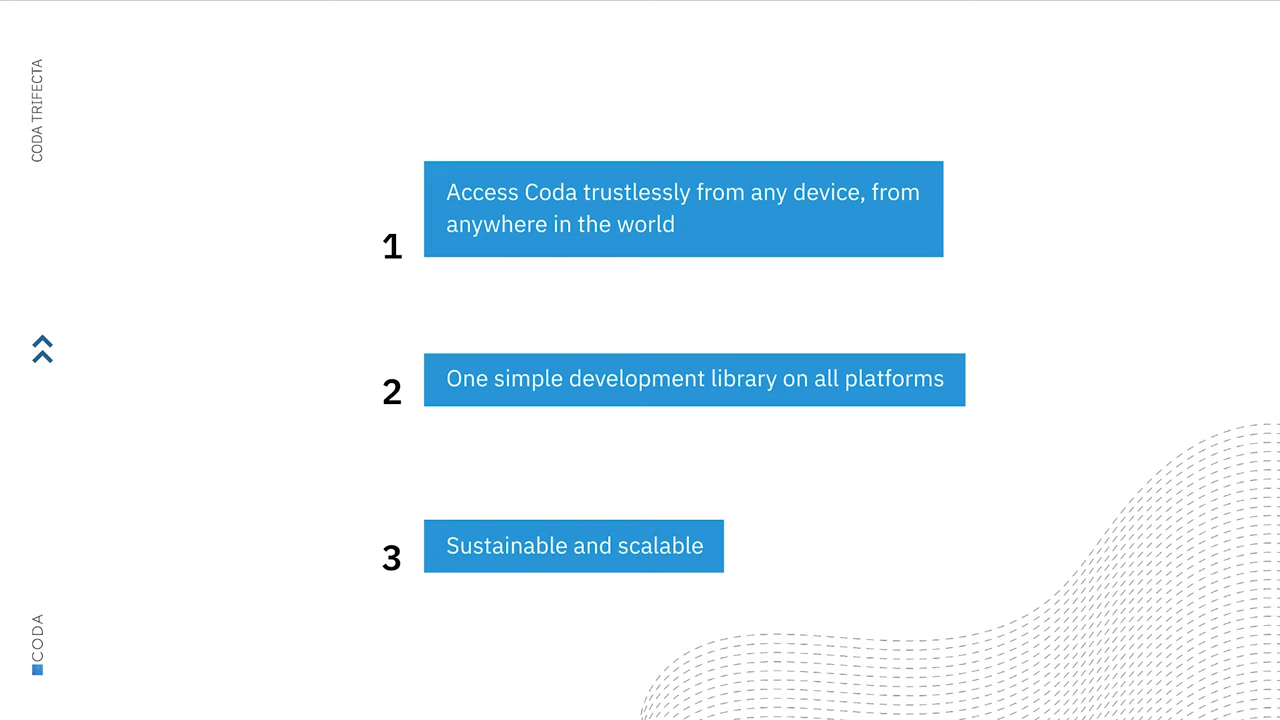 CODA TRIFECTA
1
Access Coda trustlessly from any device, from
anywhere in the world
2
One simple development library on all platforms
3
Sustainable and scalable
CODA